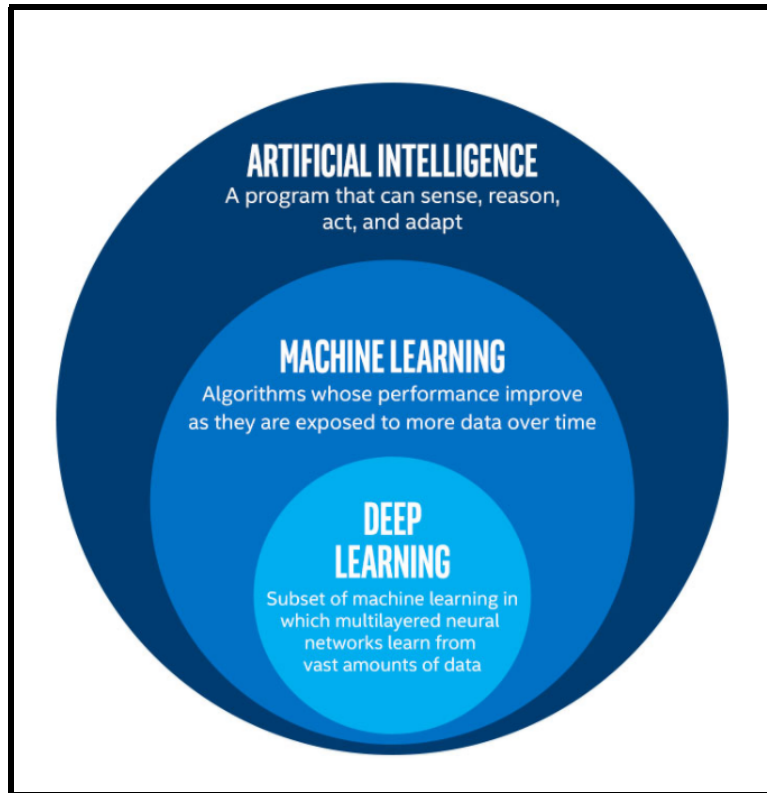 ARTIFICIAL INTELLIGENCE
A program that can sense, reason,
act, and adapt
MACHINE LEARNING
Algorithms whose performance improve
as they are exposed to more data over time
DEEP
LEARNING
Subset of machine learning in
which multilayered neural
networks learn from
vast amounts of data